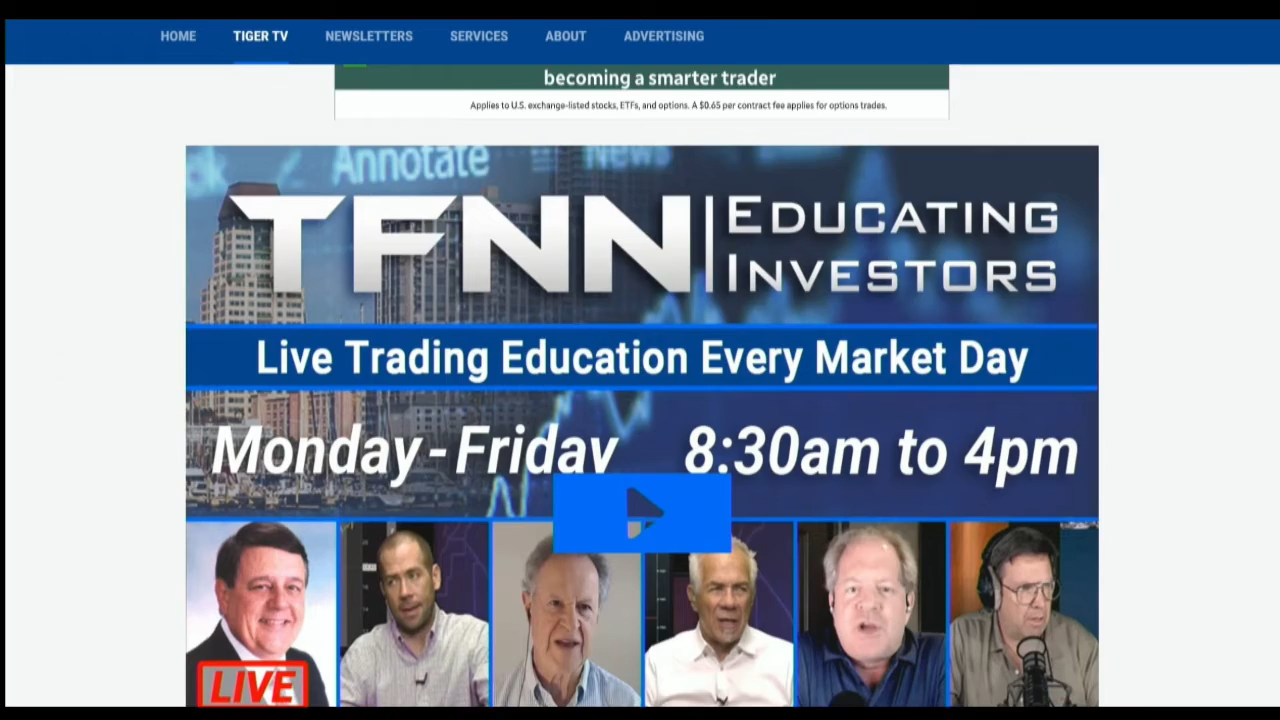 HOME TIGER TV NEWSLETTERS SERVICES ABOUT ADVERTISING
becoming a smarter trader
Applies to U.S. exchange-listed stocks, ETFs, and options. A $0.65 per contract fee applies for options trades.
Annotate News
TFNN EDUCATING
INVESTORS
Live Trading Education Every Market Day
Monday-Friday 8:30am to 4pm
LIVE